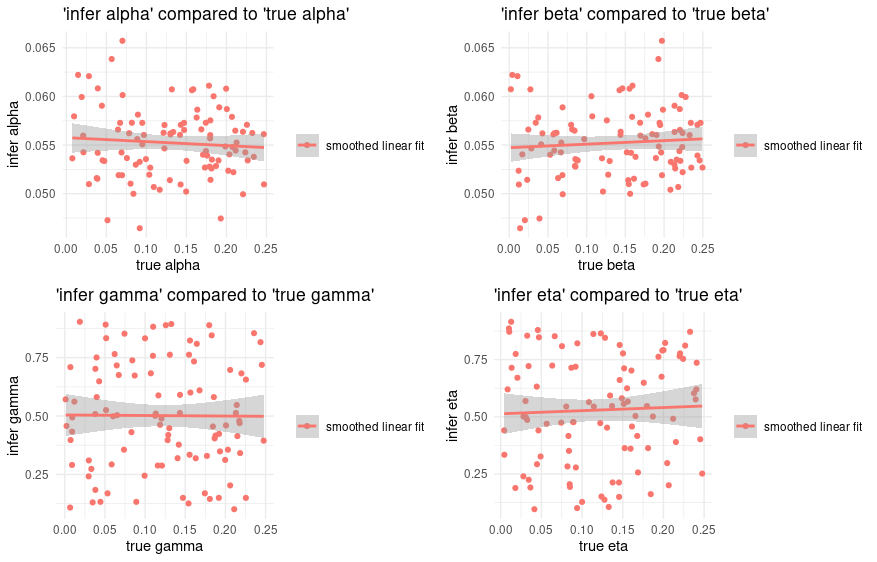 'infer alpha' compared to 'true alpha'
infer alpha
0.065
0.060
0.055
0.050
0.00 0.05 0.10 0.15 0.20 0.25
true alpha
smoothed linear fit
'infer beta' compared to 'true beta'
infer beta
0.065
0.060
0.055
0.050
0.00 0.05 0.10 0.15 0.20 0.25
true beta
smoothed linear fit
'infer gamma' compared to 'true gamma'
infer gamma
0.75
0.50
0.25
0.00 0.05 0.10 0.15 0.20 0.25
true gamma
smoothed linear fit
'infer eta' compared to 'true eta'
infer eta
0.75
0.50
0.25
0.00 0.05 0.10 0.15 0.20 0.25
true eta
smoothed linear fit